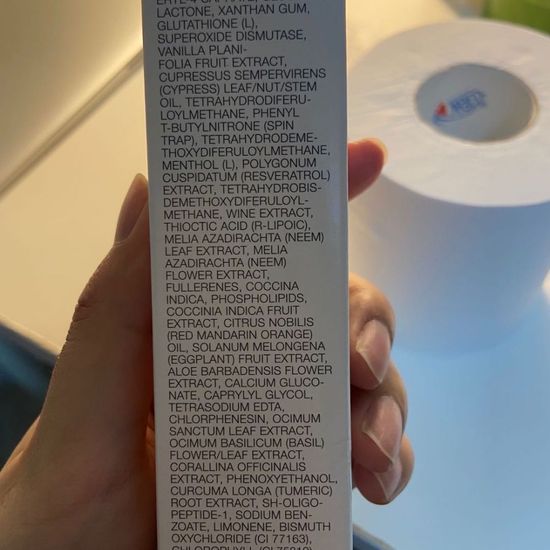 LACTONE, XANTHAN GUM,
GLUTATHIONE (L),
SUPEROXIDE DISMUTASE,
VANILLA PLANI-
FOLIA FRUIT EXTRACT,
CUPRESSUS SEMPERVIRENS
(CYPRESS) LEAF/NUT/STEM
OIL, TETRAHYDRODIFERU-
LOYLMETHANE, PHENYL
T-BUTYLNITRONE (SPIN
TRAP), TETRAHYDRODEME-
THOXYDIFERULOYLMETHANE,
MENTHOL (L), POLYGONUM
CUSPIDATUM (RESVERATROL)
EXTRACT, TETRAHYDROBIS-
DEMETHOXYDIFERULOYL-
METHANE, WINE EXTRACT,
THIOCTIC ACID (R-LIPOIC),
MELIA AZADIRACHTA (NEEM)
LEAF EXTRACT, MELIA
AZADIRACHTA (NEEM)
FLOWER EXTRACT,
FULLERENES, COCCINA
INDICA, PHOSPHOLIPIDS,
COCCINIA INDICA FRUIT
EXTRACT, CITRUS NOBILIS
(RED MANDARIN ORANGE)
OIL, SOLANUM MELONGENA
(EGGPLANT) FRUIT EXTRACT,
ALOE BARBADENSIS FLOWER
EXTRACT, CALCIUM GLUCO-
NATE, CAPRYLYL GLYCOL,
TETRASODIUM EDTA,
CHLORPHENESIN, OCIMUM
SANCTUM LEAF EXTRACT,
OCIMUM BASILICUM (BASIL)
FLOWER/LEAF EXTRACT,
CORALLINA OFFICINALIS
EXTRACT, PHENOXYETHANOL,
CURCUMA LONGA (TUMERIC)
ROOT EXTRACT, SH-OLIGO-
PEPTIDE-1, SODIUM BEN-
ZOATE, LIMONENE, BISMUTH
OXYCHLORIDE (CI 77163),